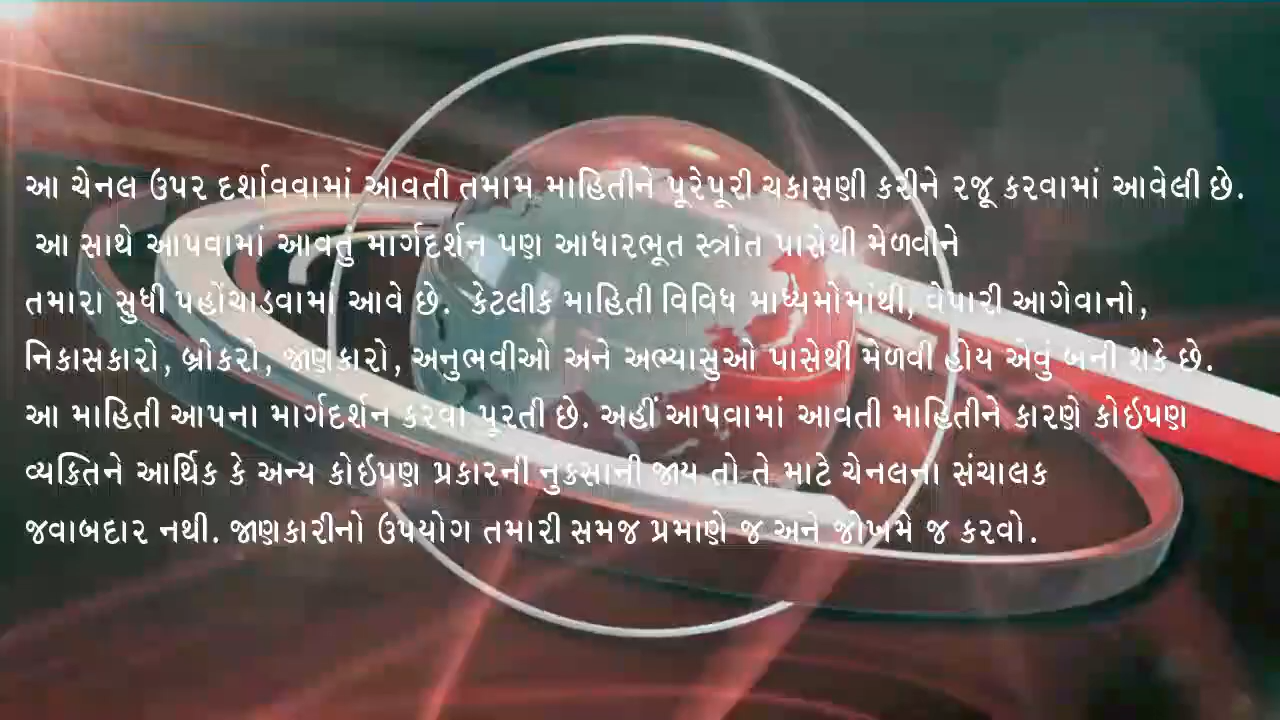 આ ચેનલ ઉપર દર્શાવવામાં આવતી તમામ માહિતીને પૂરેપૂરી ચકાસણી કરીને રજૂ કરવામાં આવેલી છે.
આ સાથે આપવામાં આવતુ માર્ગદર્શન પણ આધારભૂત સ્ત્રોત પાસેથી મેળવીને
તમારા સુધી પહોંચાડવામાં આવે છે. કેટલીક માહિતી વિવિધ માધ્યમોમાંથી, વેપારી આગેવાનો,
નિકાસકારો, બ્રોકરો, જાણકારો, અનુભવીઓ અને અભ્યાસુઓ પાસેથી મેળવી હોય એવું બની શકે છે.
આ માહિતી આપના માર્ગદર્શન કરવા પૂરતી છે. અહીં આપવામાં આવતી માહિતીને કારણે કોઇપણ
વ્યકિતને આર્થિક કે અન્ય કોઇપણ પ્રકારની નુકસાની જાય તો તે માટે ચેનલના સંચાલક
જવાબદાર નથી. જાણકારીનો ઉપયોગ તમારી સમજ પ્રમાણે જ અને જોખમે જ કરવો.